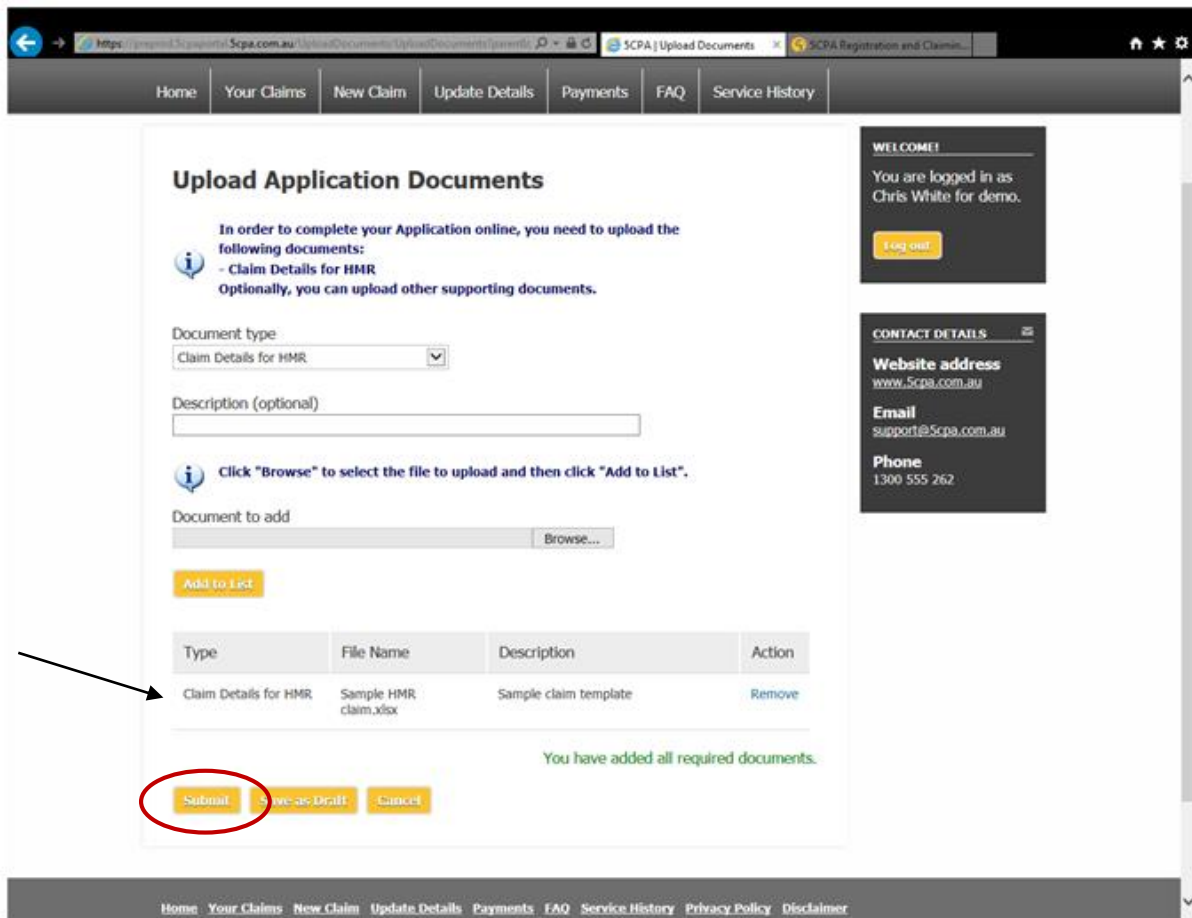 5CPA | Upload Documents
5CPA Registration and Claimin...
Home Your Claims New Claim Update Details Payments FAQ Service History
Upload Application Documents
In order to complete your Application online, you need to upload the
following documents:
- Claim Details for HMR
Optionally, you can upload other supporting documents.
Document type
Claim Details for HMR
Description (optional)
Click "Browse" to select the file to upload and then click "Add to List".
Document to add
Browse...
Add to List
Type File Name Description Action
Claim Details for HMR Sample HMR claim.xlsx Sample claim template Remove
You have added all required documents.
Submit Save as Draft Cancel
WELCOME!
You are logged in as
Chris White for demo.
Log out
CONTACT DETAILS
Website address
www.5cpa.com.au
Email
support@5cpa.com.au
Phone
1300 555 262
Home Your Claims New Claim Update Details Payments FAQ Service History Privacy Policy Disclaimer